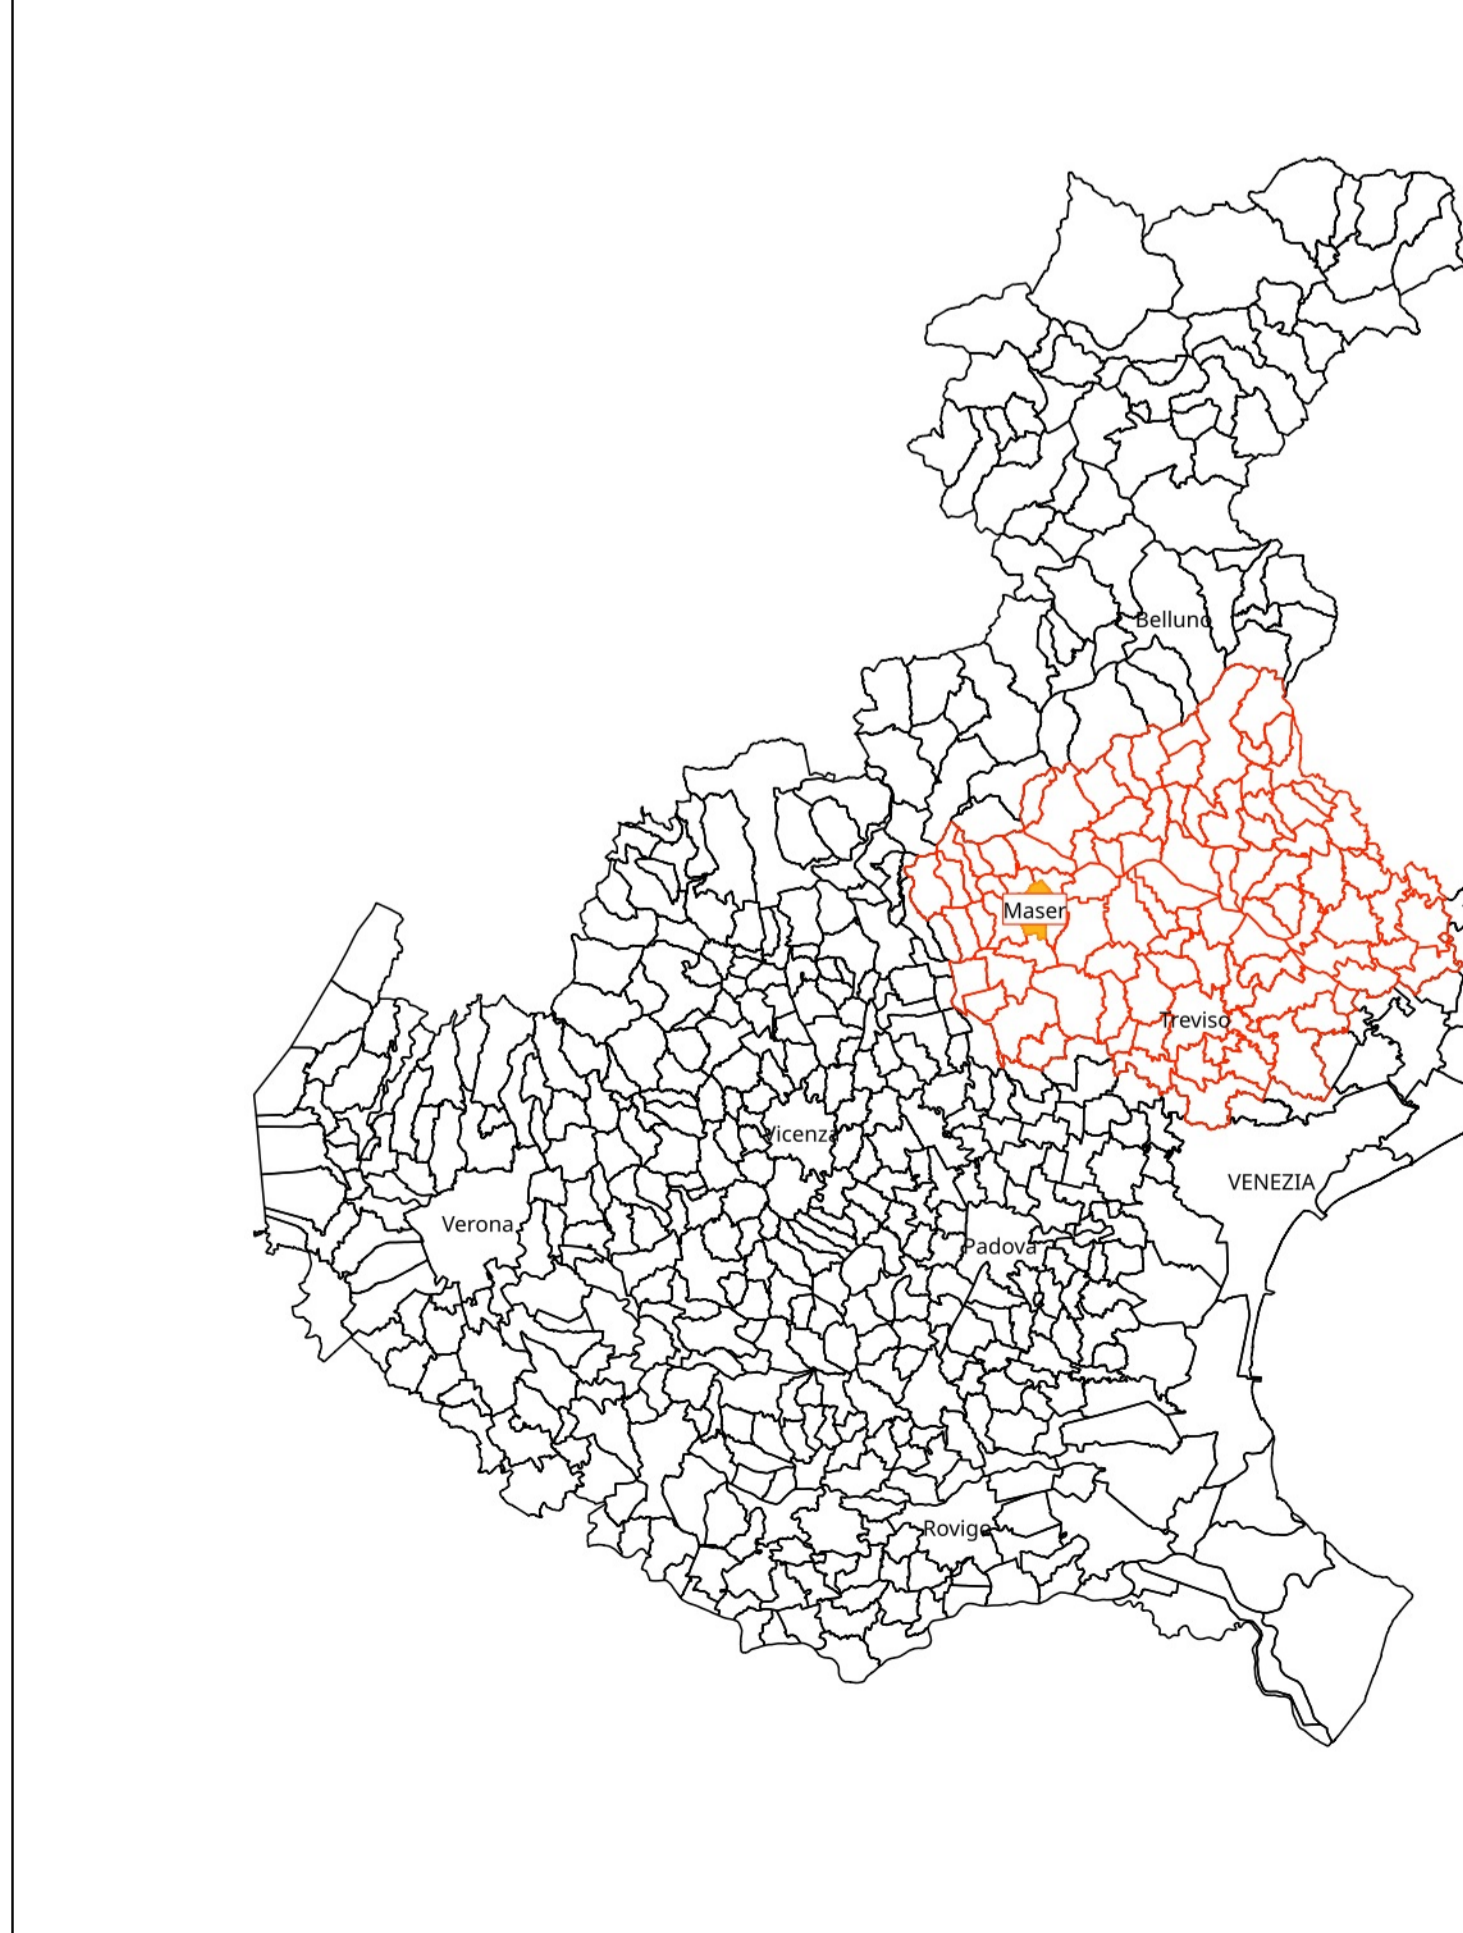 Belluno
Maser
Treviso
Vicenza
VENEZIA
Verona
Padova
Rovigo